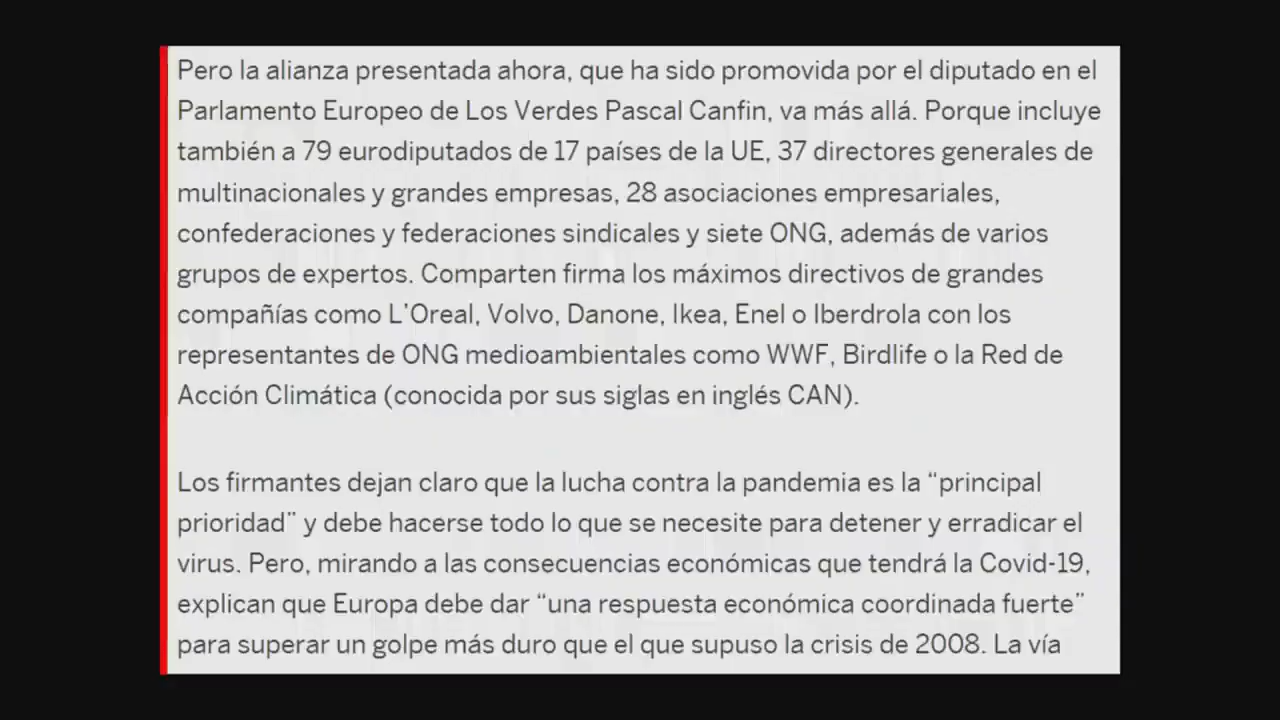 Pero la alianza presentada ahora, que ha sido promovida por el diputado en el
Parlamento Europeo de Los Verdes Pascal Canfin, va más allá. Porque incluye
también a 79 eurodiputados de 17 países de la UE, 37 directores generales de
multinacionales y grandes empresas, 28 asociaciones empresariales,
confederaciones y federaciones sindicales y siete ONG, además de varios
grupos de expertos. Comparten firma los máximos directivos de grandes
compañías como L'Oreal, Volvo, Danone, Ikea, Enel o Iberdrola con los
representantes de ONG medioambientales como WWF, Birdlife o la Red de
Acción Climática (conocida por sus siglas en inglés CAN).
Los firmantes dejan claro que la lucha contra la pandemia es la “principal
prioridad” y debe hacerse todo lo que se necesite para detener y erradicar el
virus. Pero, mirando a las consecuencias económicas que tendrá la Covid-19,
explican que Europa debe dar “una respuesta económica coordinada fuerte”
para superar un golpe más duro que el que supuso la crisis de 2008. La vía